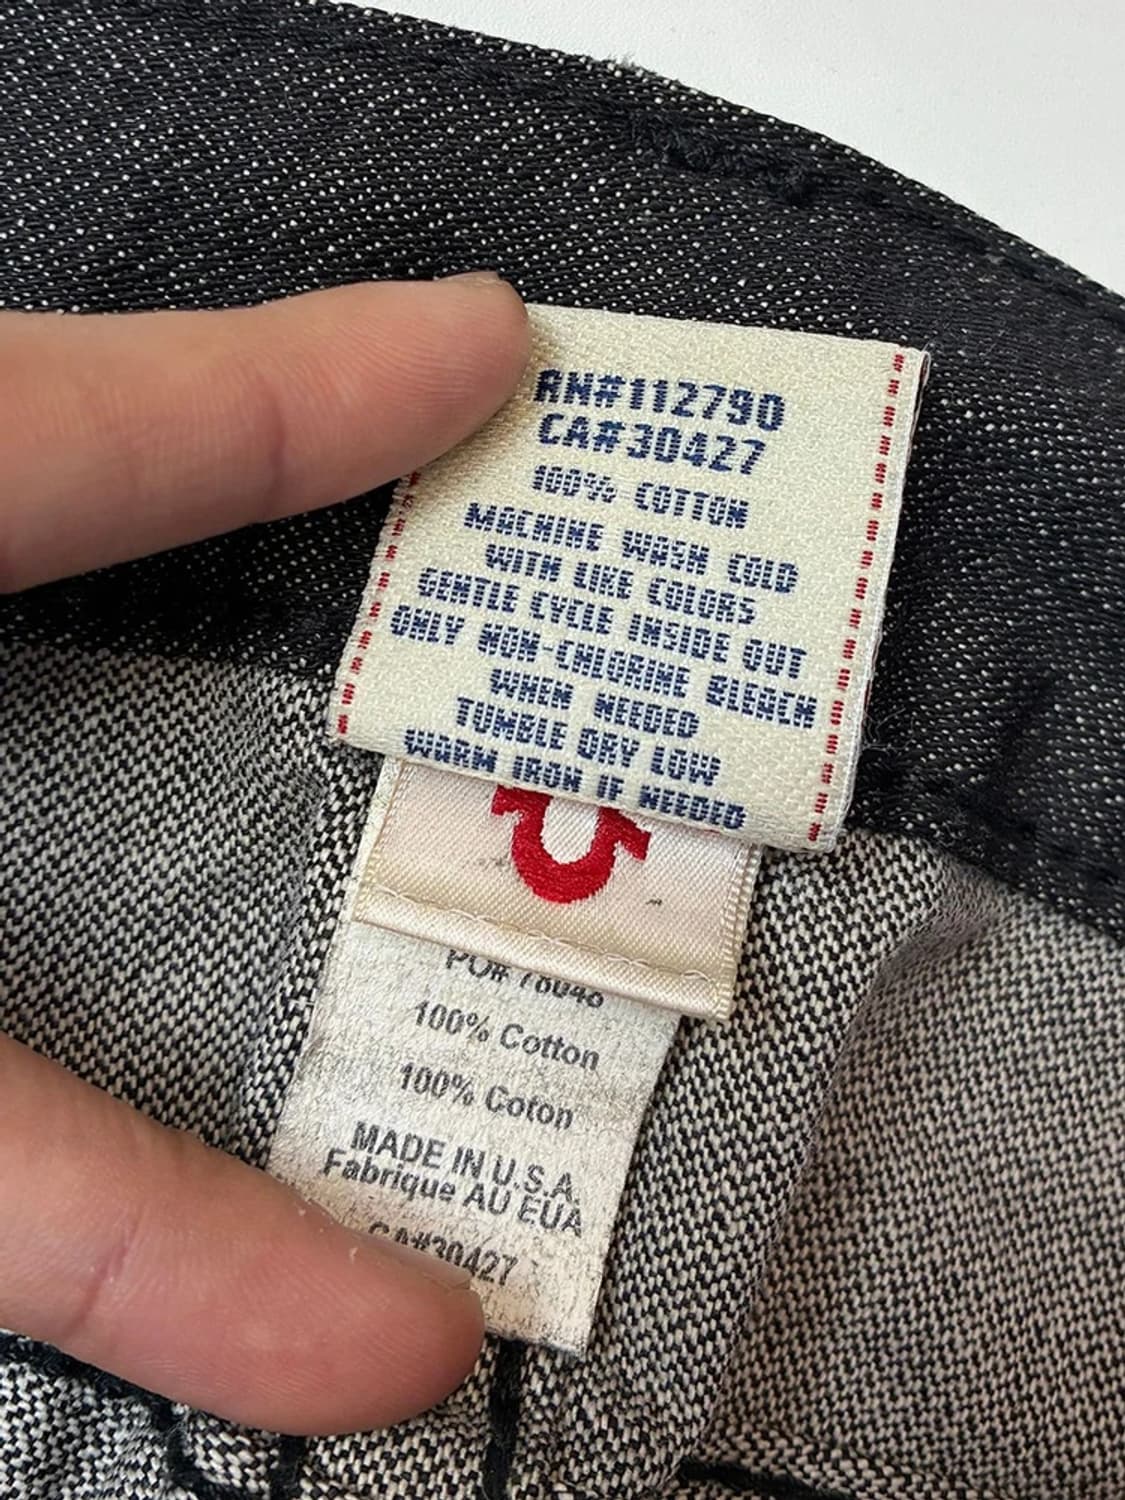 RN#112790
CA#30427
100% COTTON
MACHINE WASH COLD
WITH LIKE COLORS
GENTLE CYCLE INSIDE OUT
ONLY NON-CHLORINE BLEACH
WHEN NEEDED
TUMBLE DRY LOW
WARM IRON IF NEEDED
PO#
100% Cotton
100% Coton
MADE IN U.S.A.
Fabrique AU EUA
CA#30427